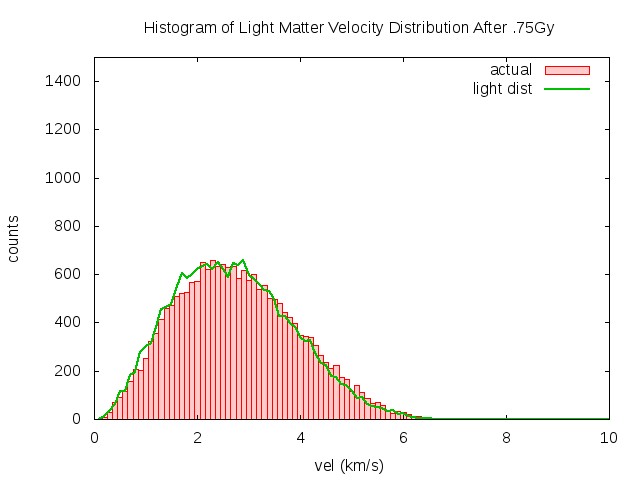 Histogram of Light Matter Velocity Distribution After .75Gy
actual
light dist
1400
1200
1000
800
600
400
200
0
counts
0 2 4 6 8 10
vel (km/s)